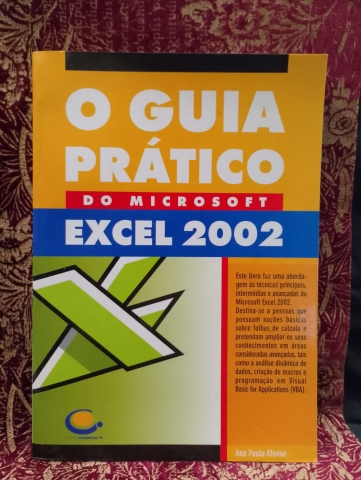 O GUIA
PRÁTICO
DO MICROSOFT
EXCEL 2002
Este livro faz uma aborda-
gem às técnicas principais,
intermédias e avançadas do
Microsoft Excel 2002.
Destina-se a pessoas que
possuam noções básicas
sobre folhas de cálculo e
pretendam ampliar os seus
conhecimentos em áreas
consideradas avançadas, tais
como a análise dinâmica de
dados, criação de macros e
programação em Visual
Basic for Applications (VBA).
Ana Paula Afonso